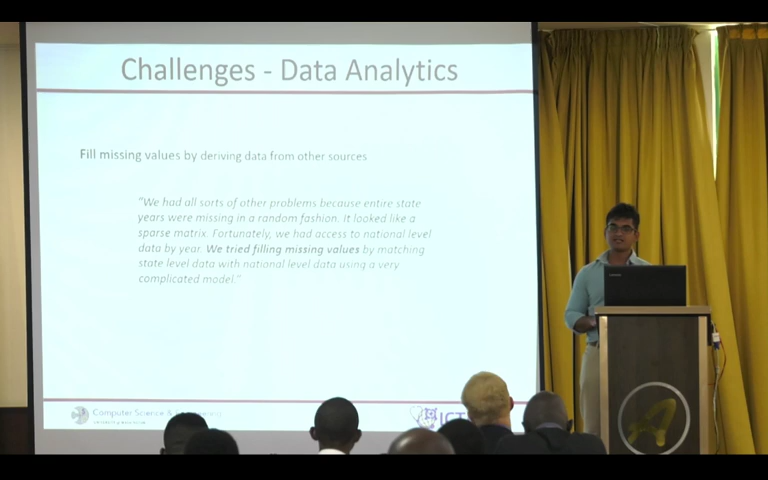 Challenges - Data Analytics
Fill missing values by deriving data from other sources
"We had all sorts of other problems because entire state
years were missing in a random fashion. It looked like a
sparse matrix. Fortunately, we had access to national level
data by year. We tried filling missing values by matching
state level data with national level data using a very
complicated model."
Computer Science &
ICT